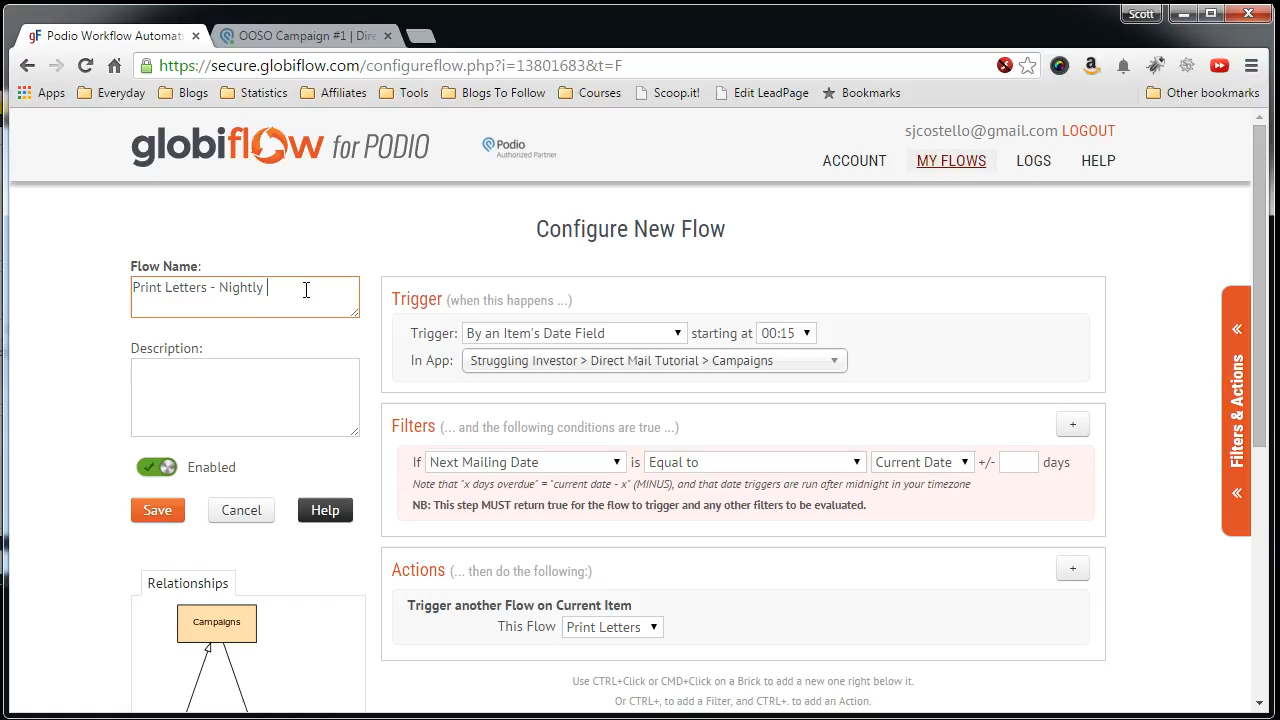 Scott
gF Podio Workflow Automat
OOSO Campaign #1 | Dire
https://secure.globiflow.com/configureflow.php?i=13801683&t=F
Apps Everyday Blogs Statistics Affiliates Tools Blogs To Follow Courses Scoop.it! Edit LeadPage Bookmarks Other bookmarks
globiflow for PODIO
Podio
Authorized Partner
sjcostello@gmail.com LOGOUT
ACCOUNT MY FLOWS LOGS HELP
Configure New Flow
Flow Name:
Print Letters - Nightly
Description:
Enabled
Save Cancel Help
Relationships
Campaigns
Trigger (when this happens ...)
Trigger: By an Item's Date Field starting at 00:15
In App: Struggling Investor > Direct Mail Tutorial > Campaigns
Filters (... and the following conditions are true ...)
+
If Next Mailing Date is Equal to Current Date +/- days
Note that "x days overdue" = "current date - x" (MINUS), and that date triggers are run after midnight in your timezone
NB: This step MUST return true for the flow to trigger and any other filters to be evaluated.
Actions (... then do the following:)
+
Trigger another Flow on Current Item
This Flow Print Letters
Use CTRL+Click or CMD+Click on a Brick to add a new one right below it.
Or CTRL+, to add a Filter, and CTRL+. to add an Action.
Filters & Actions